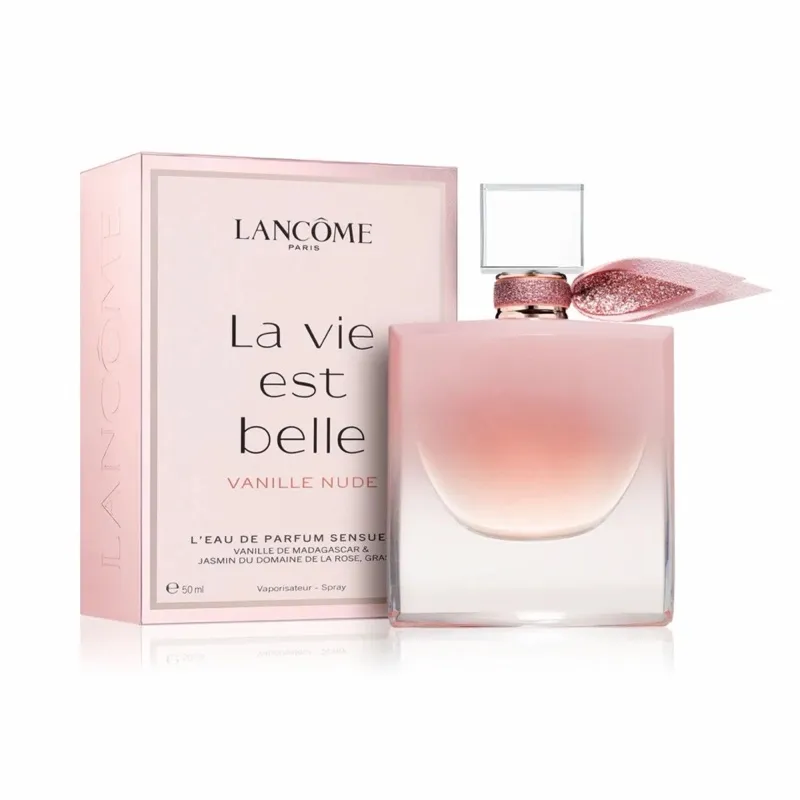 LANCÔME
LANCÔME
PARIS
La vie
est
belle
VANILLE NUDE
L'EAU DE PARFUM SENSUE
VANILLE DE MADAGASCAR &
JASMIN DU DOMAINE DE LA ROSE, GRAS
℮ 50 ml
Vaporisateur - Spray